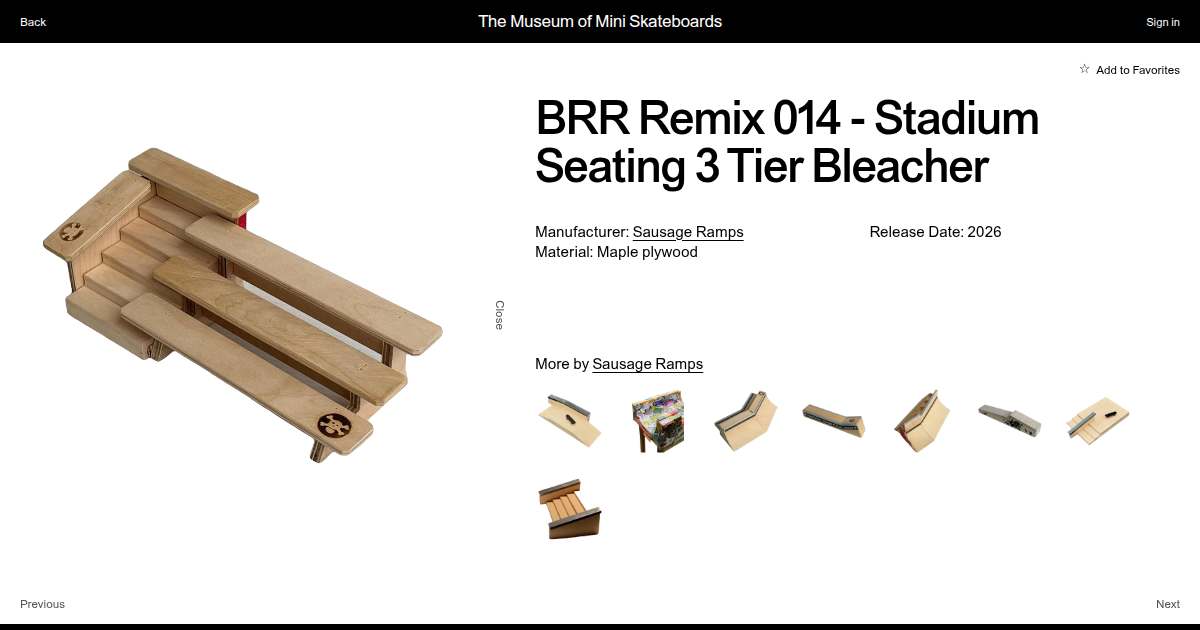 Back
The Museum of Mini Skateboards
Sign in
☆ Add to Favorites
BRR Remix 014 - Stadium
Seating 3 Tier Bleacher
Manufacturer: Sausage Ramps
Release Date: 2026
Material: Maple plywood
Close
More by Sausage Ramps
Previous
Next